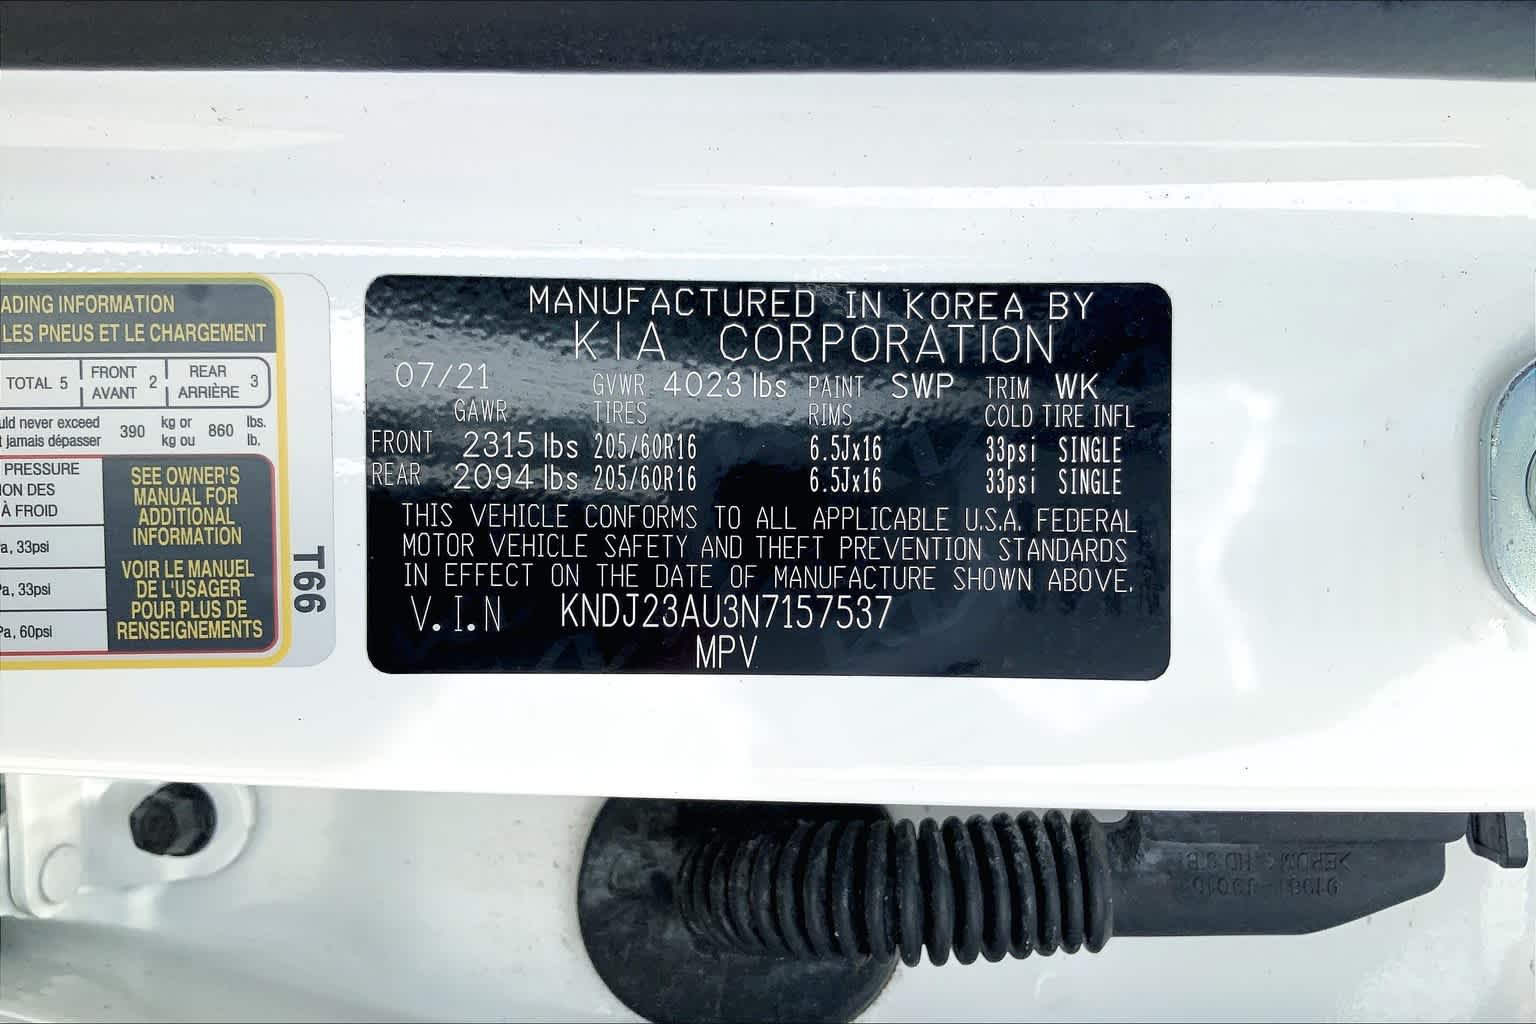 ADING INFORMATION
LES PNEUS ET LE CHARGEMENT
TOTAL 5 FRONT AVANT 2 REAR ARRIÈRE 3
never exceed kg or lbs.
jamais dépasser 390 kg ou 860 lb.
PRESSURE
ION DES
À FROID
33psi
33psi
60psi
SEE OWNER'S
MANUAL FOR
ADDITIONAL
INFORMATION
VOIR LE MANUEL
DE L'USAGER
POUR PLUS DE
RENSEIGNEMENTS
T66
MANUFACTURED IN KOREA BY
KIA CORPORATION
07/21 GVWR 4023 lbs PAINT SWP TRIM WK
GAWR TIRES RIMS COLD TIRE INFL
FRONT 2315 lbs 205/60R16 6.5Jx16 33psi SINGLE
REAR 2094 lbs 205/60R16 6.5Jx16 33psi SINGLE
THIS VEHICLE CONFORMS TO ALL APPLICABLE U.S.A. FEDERAL
MOTOR VEHICLE SAFETY AND THEFT PREVENTION STANDARDS
IN EFFECT ON THE DATE OF MANUFACTURE SHOWN ABOVE.
V.I.N KNDJ23AU3N7157537
MPV